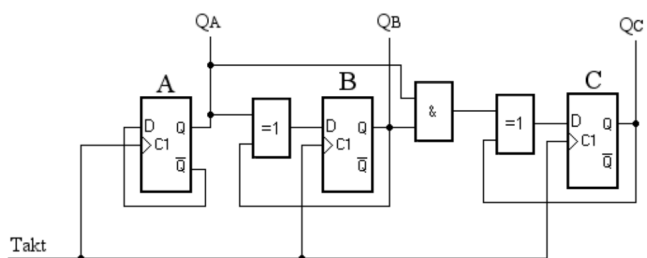 QA QB QC
A B C
D Q =1 D Q & =1 D Q
C1 C1 C1
Q Q Q
Takt